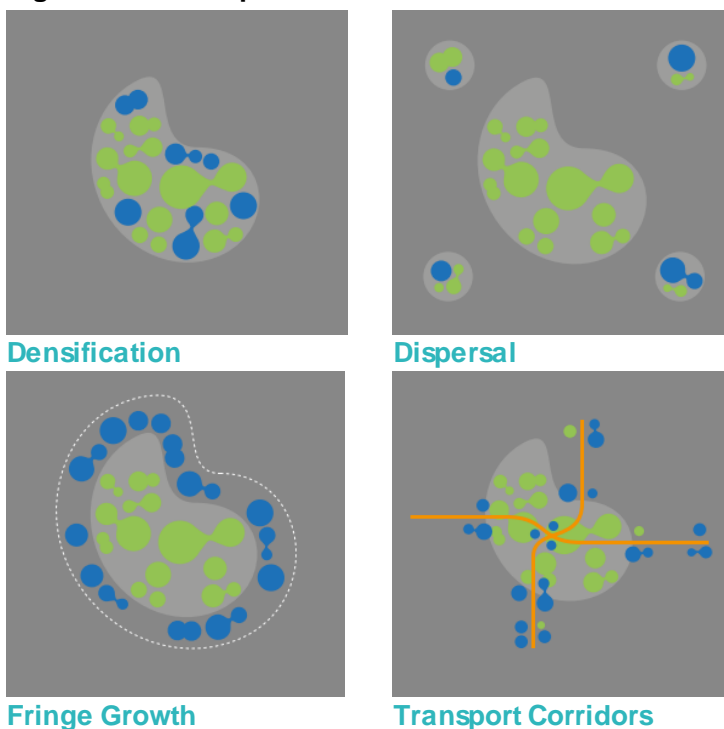 Densification
Dispersal
Fringe Growth
Transport Corridors